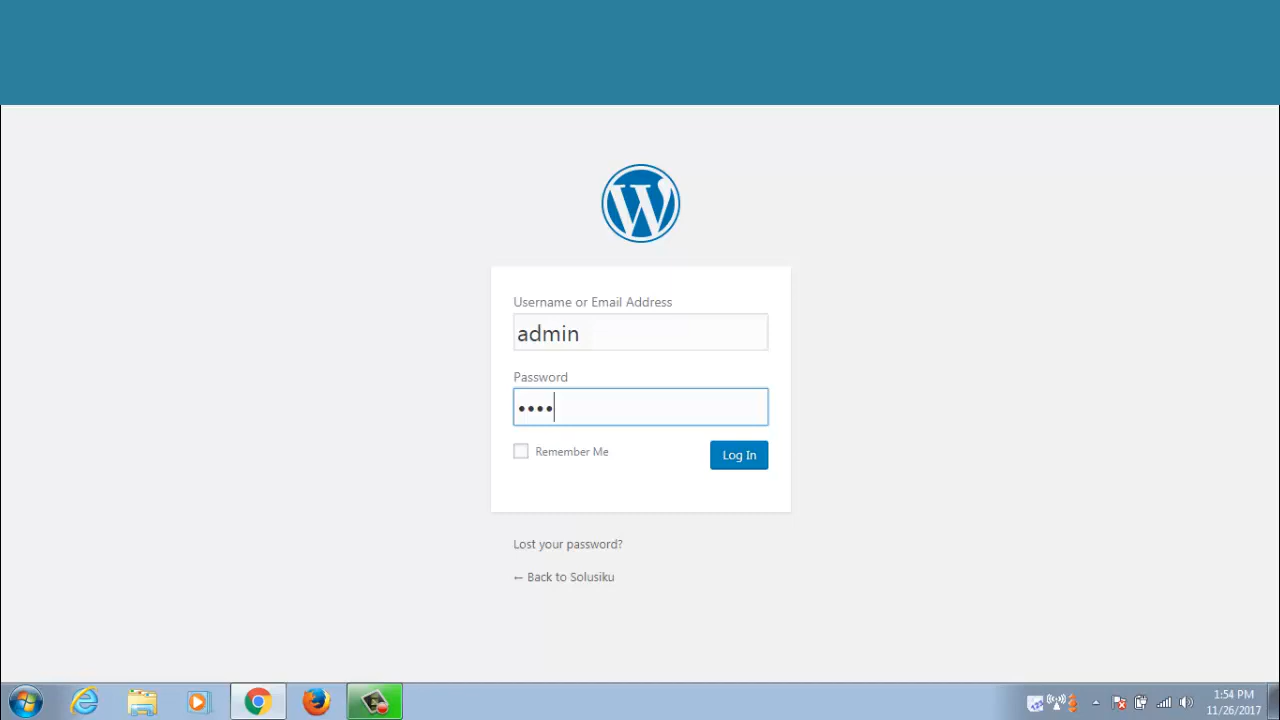 Username or Email Address
admin
Password
••••
Remember Me
Log In
Lost your password?
← Back to Solusiku
1:54 PM
11/26/2017